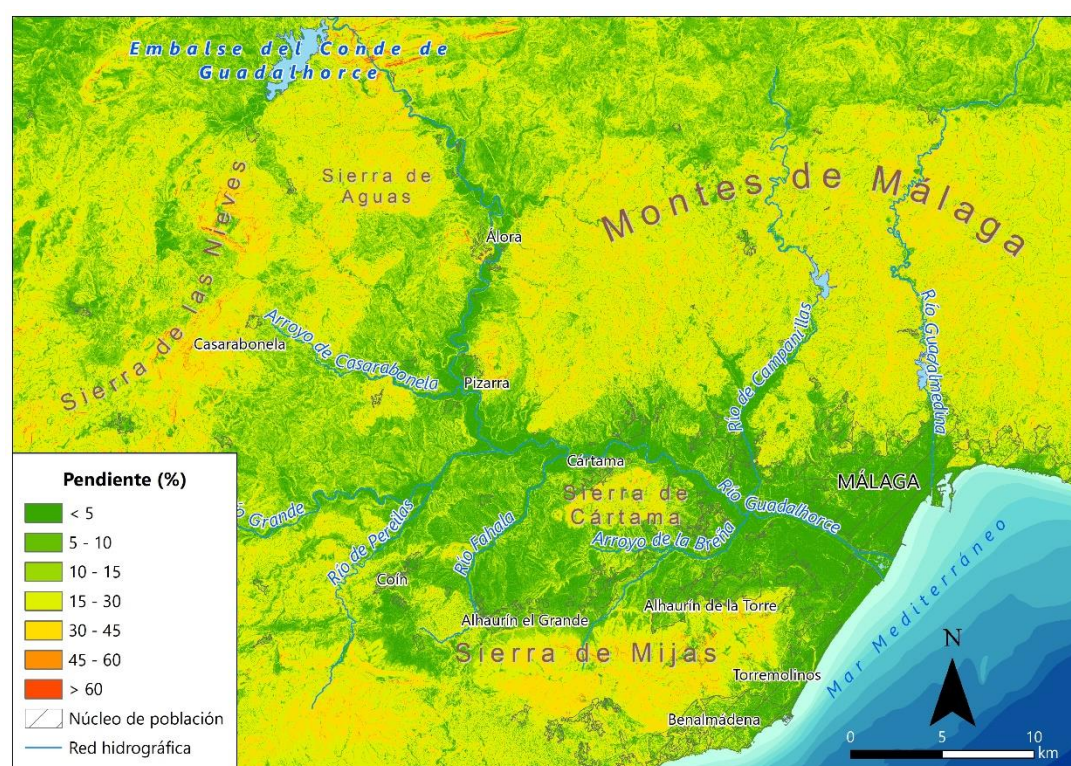 Embalse del Conde de
Guadalhorce
Sierra de
Aguas
Montes de Málaga
Sierra de las Nieves
Álora
Casarabonela
Arroyo de Casarabonela
Pizarra
Río de Campanillas
Río Guadalmedina
Cártama
MÁLAGA
Sierra de
Cártama
Río Guadalhorce
Grande
Río de Pereilas
Río Fahala
Arroyo de la Breña
Coín
Alhaurín el Grande
Alhaurín de la Torre
Sierra de Mijas
Torremolinos
Benalmádena
Mar Mediterráneo
Pendiente (%)
< 5
5 - 10
10 - 15
15 - 30
30 - 45
45 - 60
> 60
Núcleo de población
Red hidrográfica
N
0 5 10
km